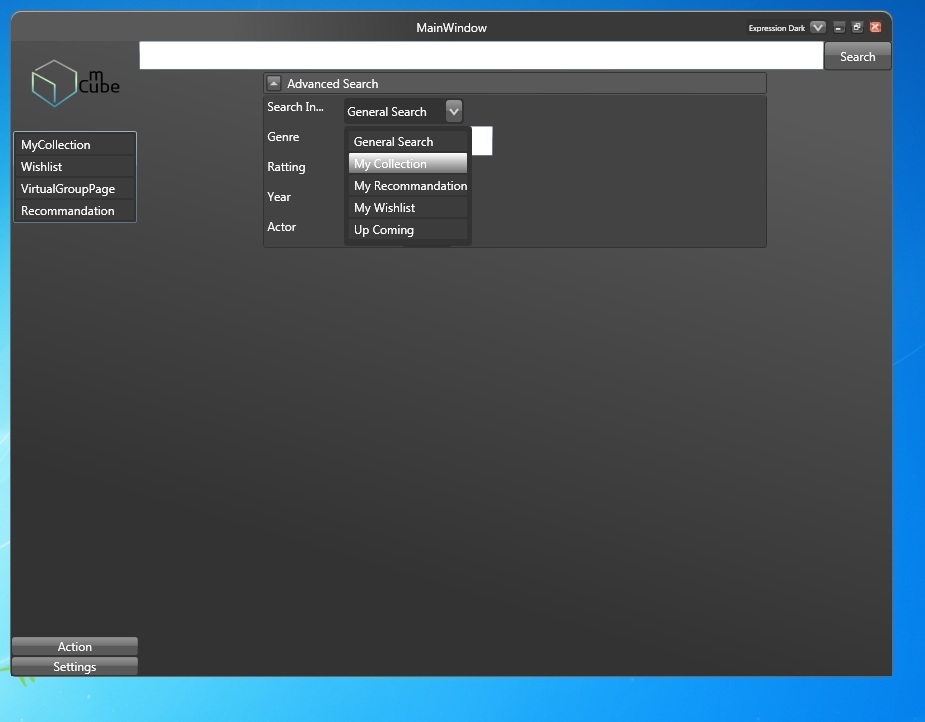 MainWindow
Expression Dark
Search
m
Cube
Advanced Search
Search In...
General Search
Genre
Ratting
Year
Actor
General Search
My Collection
My Recommandation
My Wishlist
Up Coming
MyCollection
Wishlist
VirtualGroupPage
Recommandation
Action
Settings